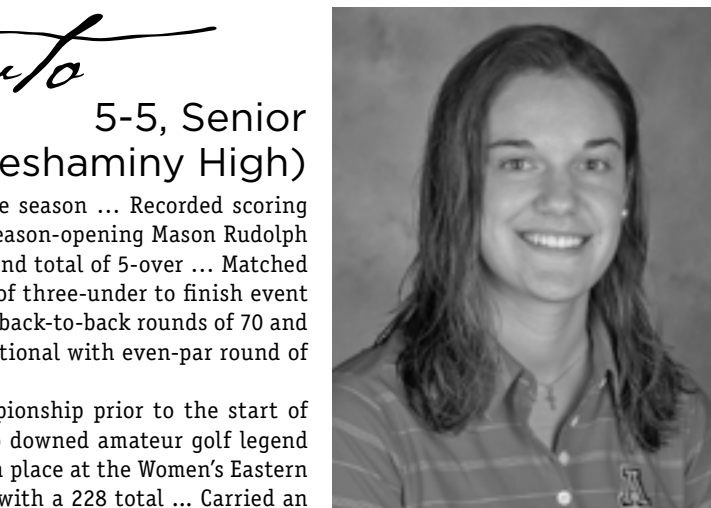 5-5, Senior
eshaminy High)
e season … Recorded scoring
eason-opening Mason Rudolph
nd total of 5-over … Matched
of three-under to finish event
back-to-back rounds of 70 and
tional with even-par round of
pionship prior to the start of
downed amateur golf legend
place at the Women’s Eastern
with a 228 total … Carried an
A